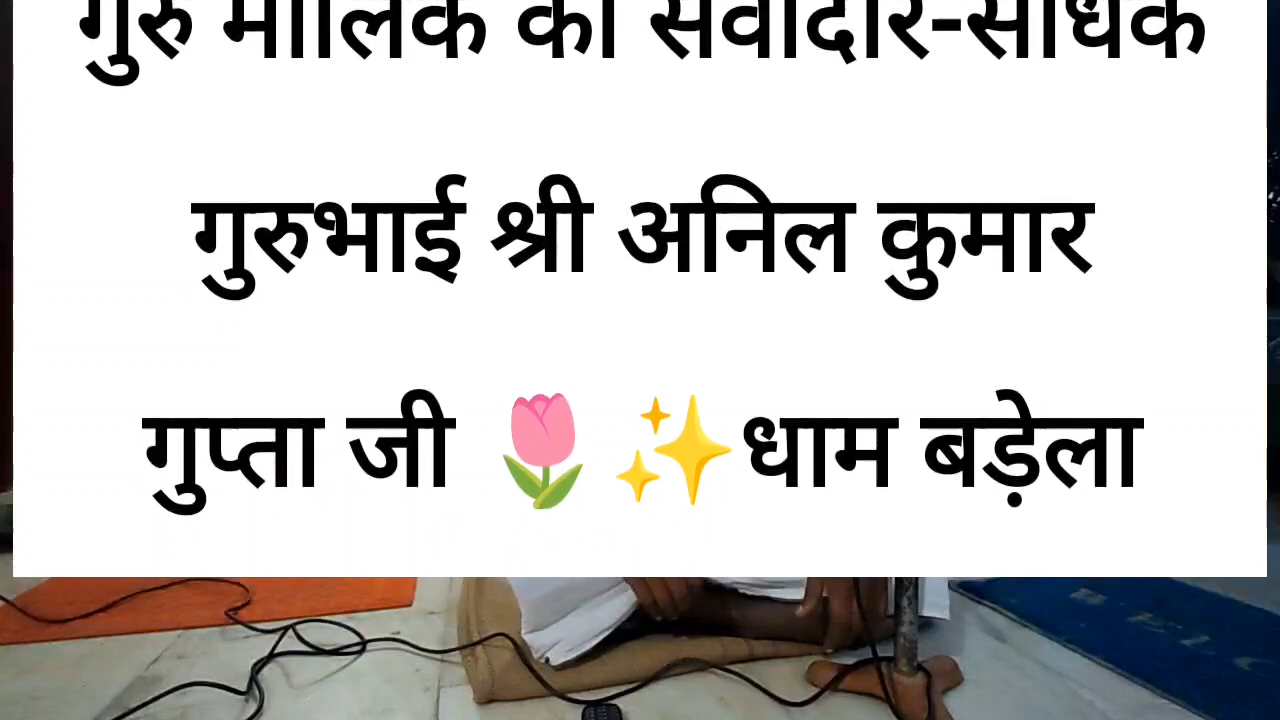 गुरु मालिक सेवादार-साधक
गुरुभाई श्री अनिल कुमार
गुप्ता जी 🌷✨धाम बड़ेला